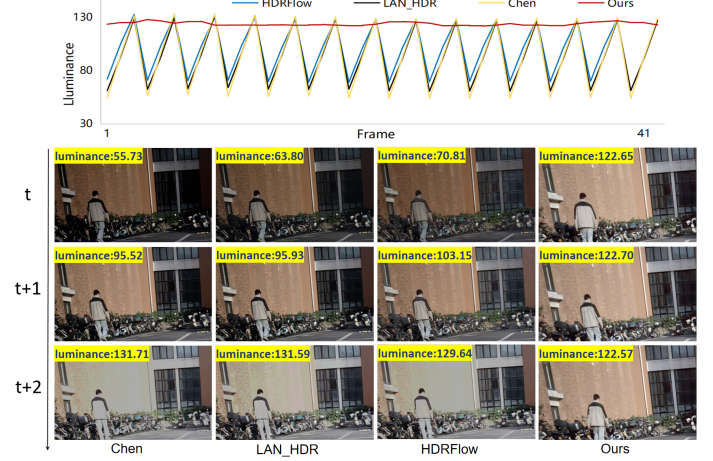 HDRFlow LAN_HDR Chen Ours
130
80
30
Lluminance
1 Frame 41
t
luminance:55.73 luminance:63.80 luminance:70.81 luminance:122.65
t+1
luminance:95.52 luminance:95.93 luminance:103.15 luminance:122.70
t+2
luminance:131.71 luminance:131.59 luminance:129.64 luminance:122.57
Chen LAN_HDR HDRFlow Ours